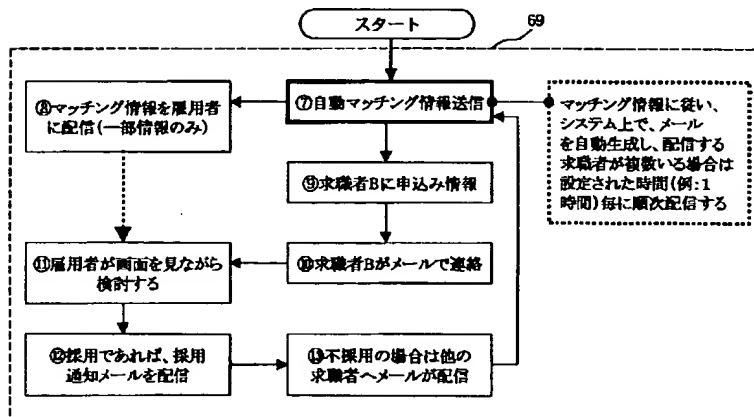 スタート
69
⑧マッチング情報を雇用者
に配信(一部情報のみ)
⑦自動マッチング情報送信
マッチング情報に従い、
システム上で、メール
を自動生成し、配信する
求職者が複数いる場合は
設定された時間(例:1
時間)毎に順次配信する
⑨求職者Bに申込み情報
⑪雇用者が画面を見ながら
検討する
⑩求職者Bがメールで連絡
⑫採用であれば、採用
通知メールを配信
⑬不採用の場合は他の
求職者へメールが配信